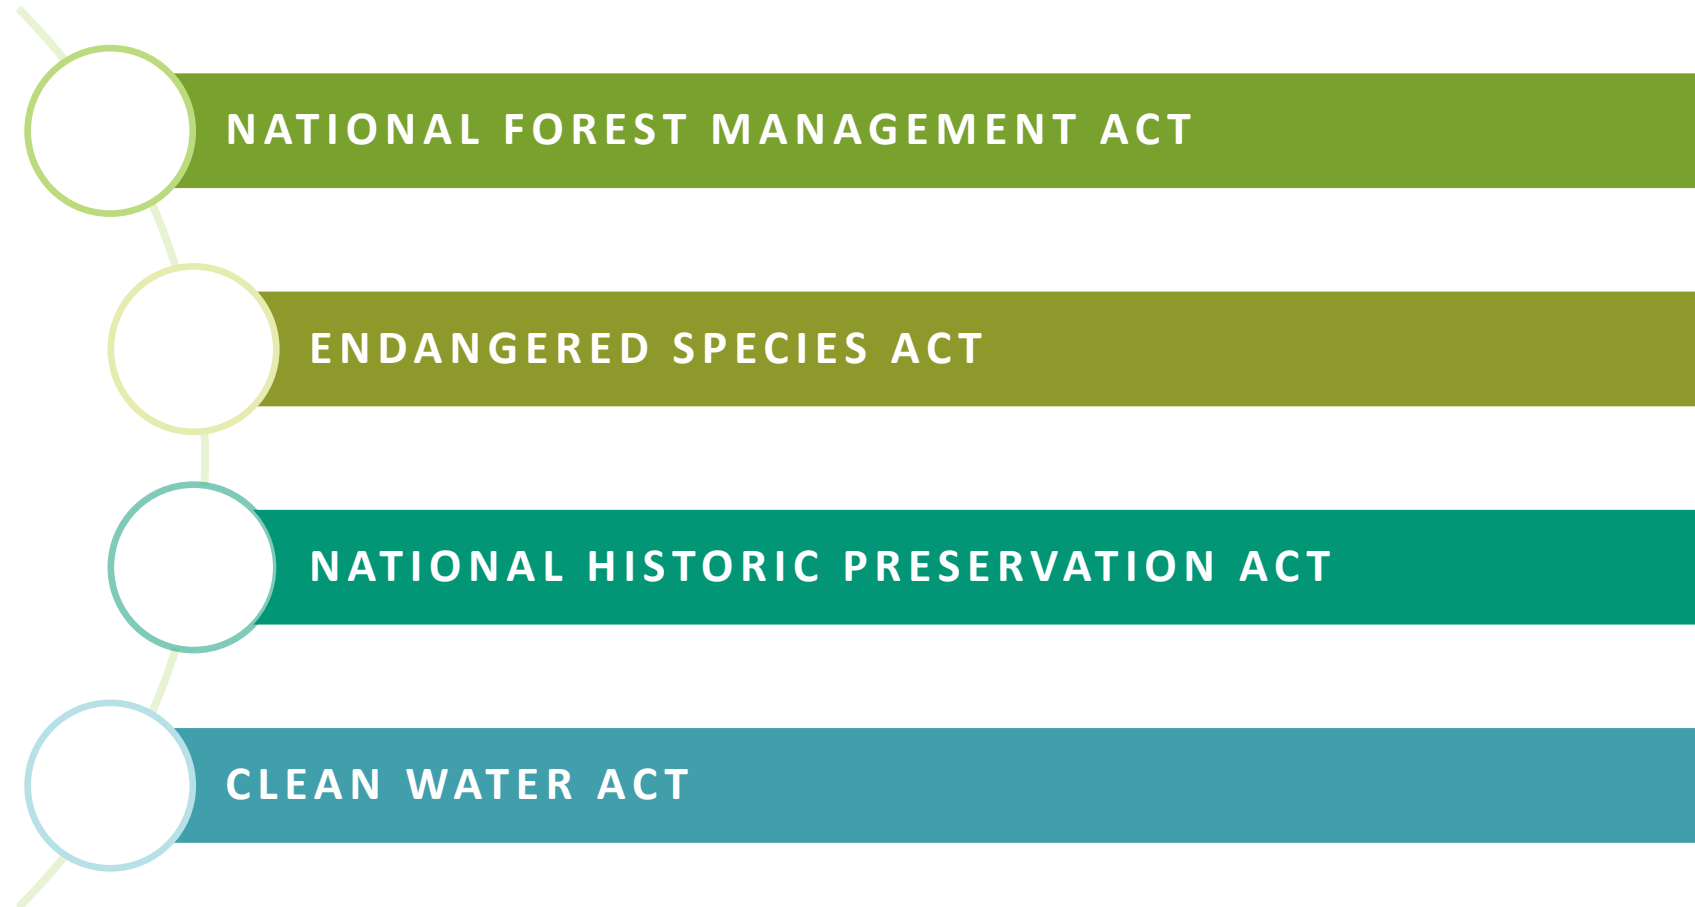 NATIONAL FOREST MANAGEMENT ACT
ENDANGERED SPECIES ACT
NATIONAL HISTORIC PRESERVATION ACT
CLEAN WATER ACT